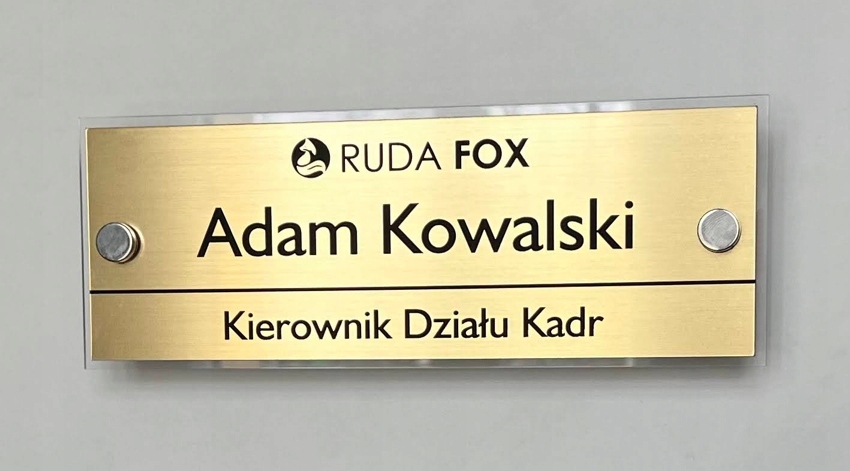 RUDA FOX
Adam Kowalski
Kierownik Działu Kadr